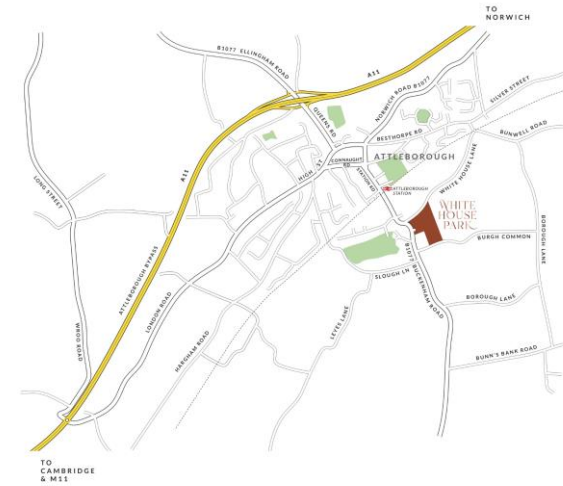 TO
NORWICH
B1077 ELLINGHAM ROAD
A11
NORWICH ROAD B1077
SILVER STREET
QUEENS RD
BESTHORPE RD
BUNWELL ROAD
ATTLEBOROUGH
HIGH ST
CONNAUGHT
RD
STATION RD
WHITE HOUSE LANE
ATTLEBOROUGH
STATION
A11
LONG STREET
WHITE
HOUSE
PARK
BURGH COMMON
BOROUGH LANE
ATTLEBOROUGH BYPASS
SLOUGH LN
B1077 BUCKENHAM ROAD
BOROUGH LANE
LONDON ROAD
LEYES LANE
HARGHAM ROAD
WROO ROAD
BUNN'S BANK ROAD
TO
CAMBRIDGE
& M11